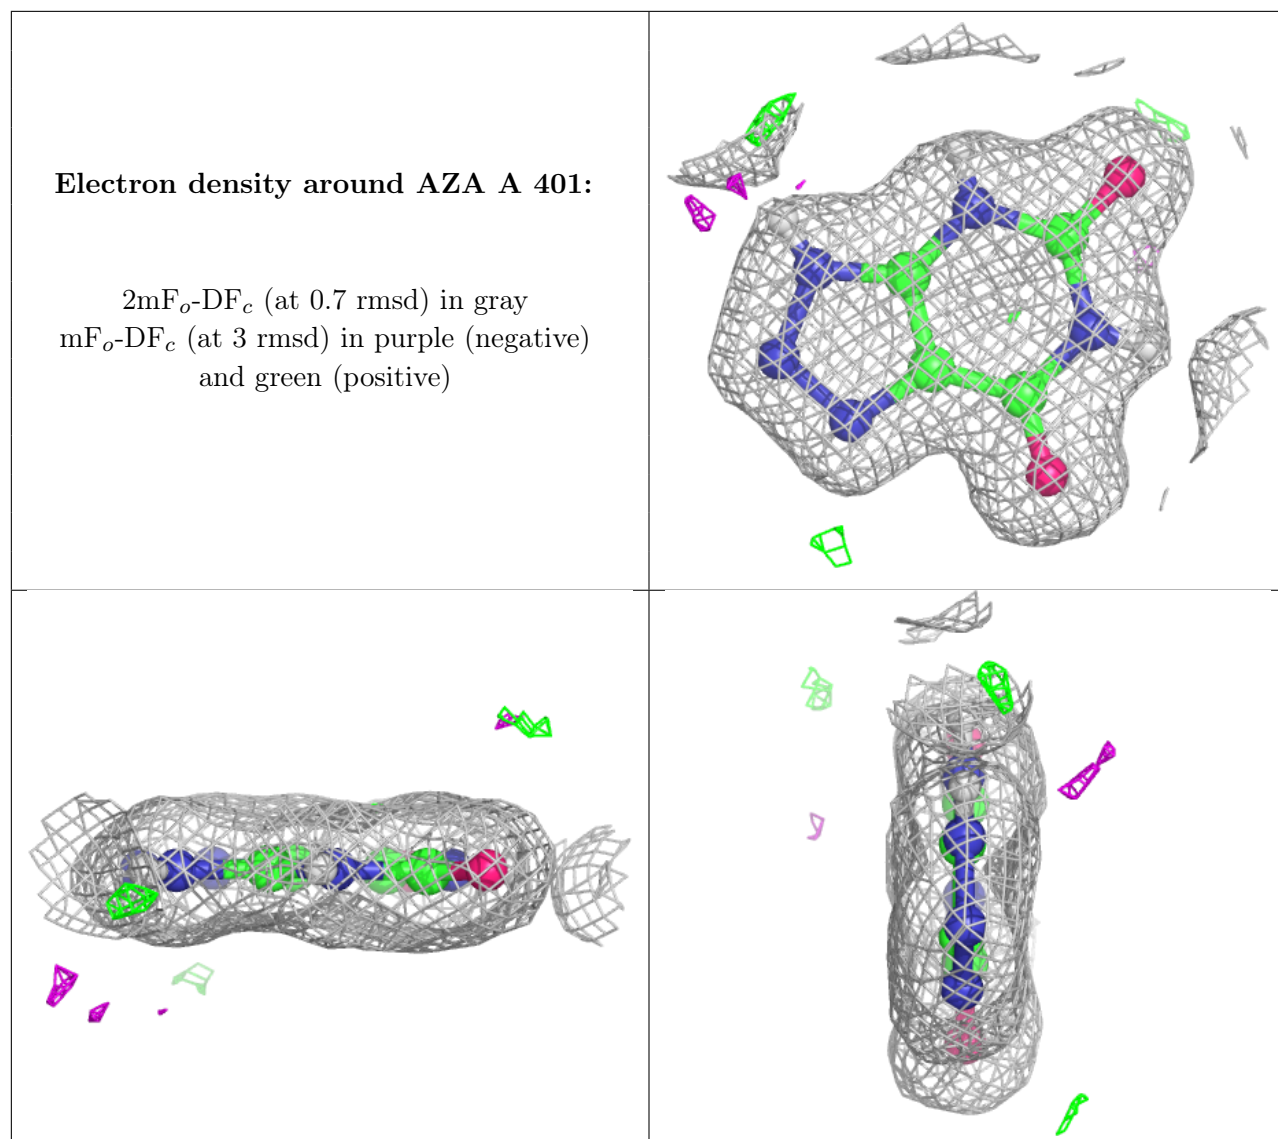 Electron density around AZA A 401:
2mFo-DFc (at 0.7 rmsd) in gray
mFo-DFc (at 3 rmsd) in purple (negative)
and green (positive)